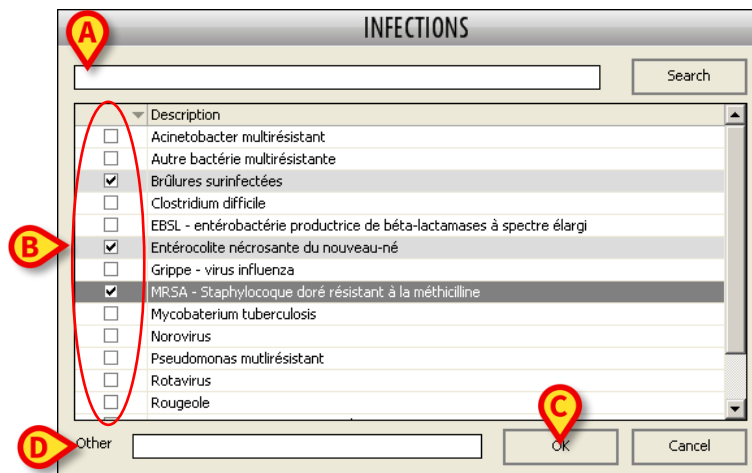 INFECTIONS
A
Search
Description
Acinetobacter multirésistant
Autre bactérie multirésistante
Brûlures surinfectées
Clostridium difficile
EBSL - entérobactérie productrice de béta-lactamases à spectre élargi
B
Entérocolite nécrosante du nouveau-né
Grippe - virus influenza
MRSA - Staphylocoque doré résistant à la méthicilline
Mycobaterium tuberculosis
Norovirus
Pseudomonas mutlirésistant
Rotavirus
Rougeole
C
D
Other
OK
Cancel